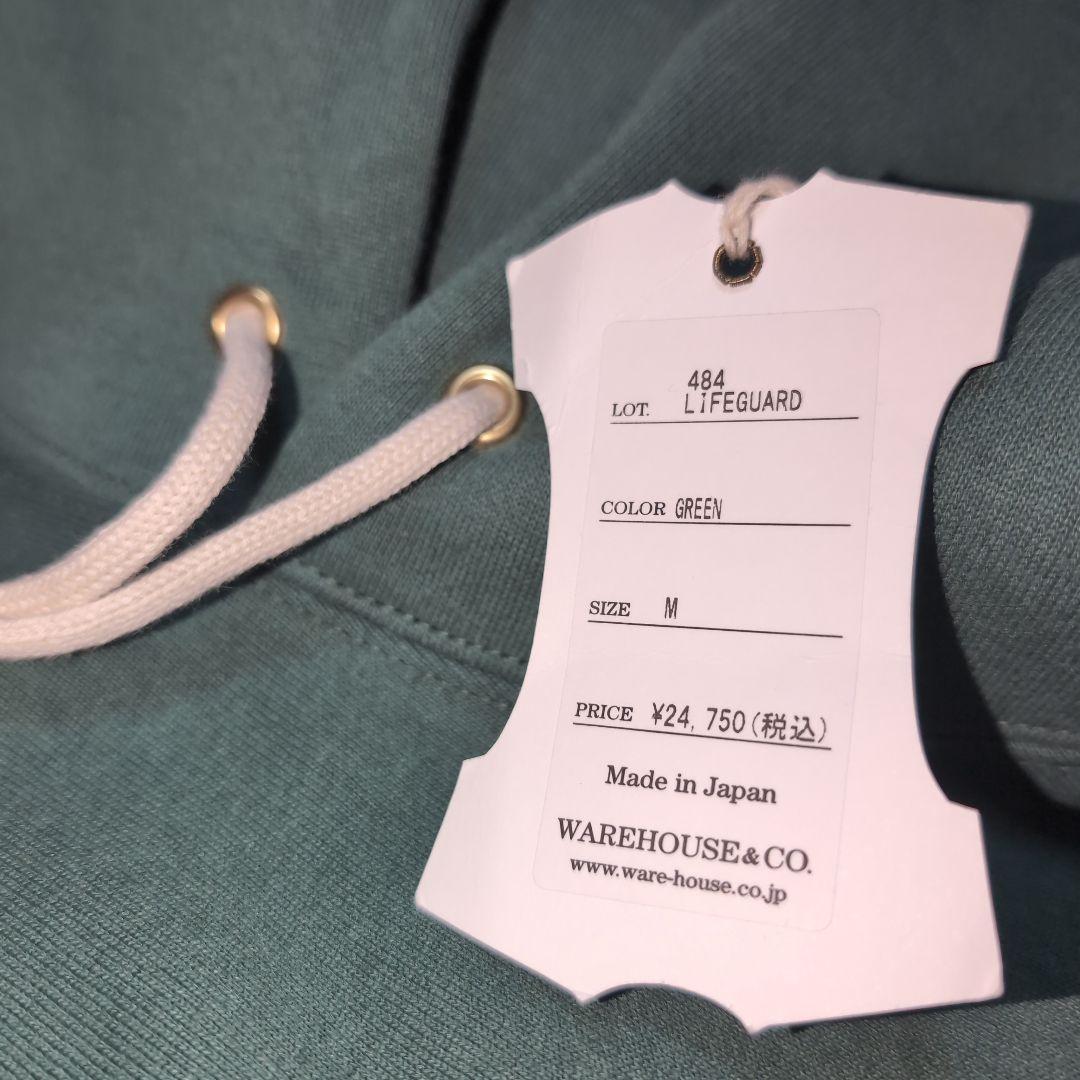 484
LOT. LIFEGUARD
COLOR GREEN
SIZE M
PRICE ¥24,750(税込)
Made in Japan
WAREHOUSE & CO.
www.ware-house.co.jp